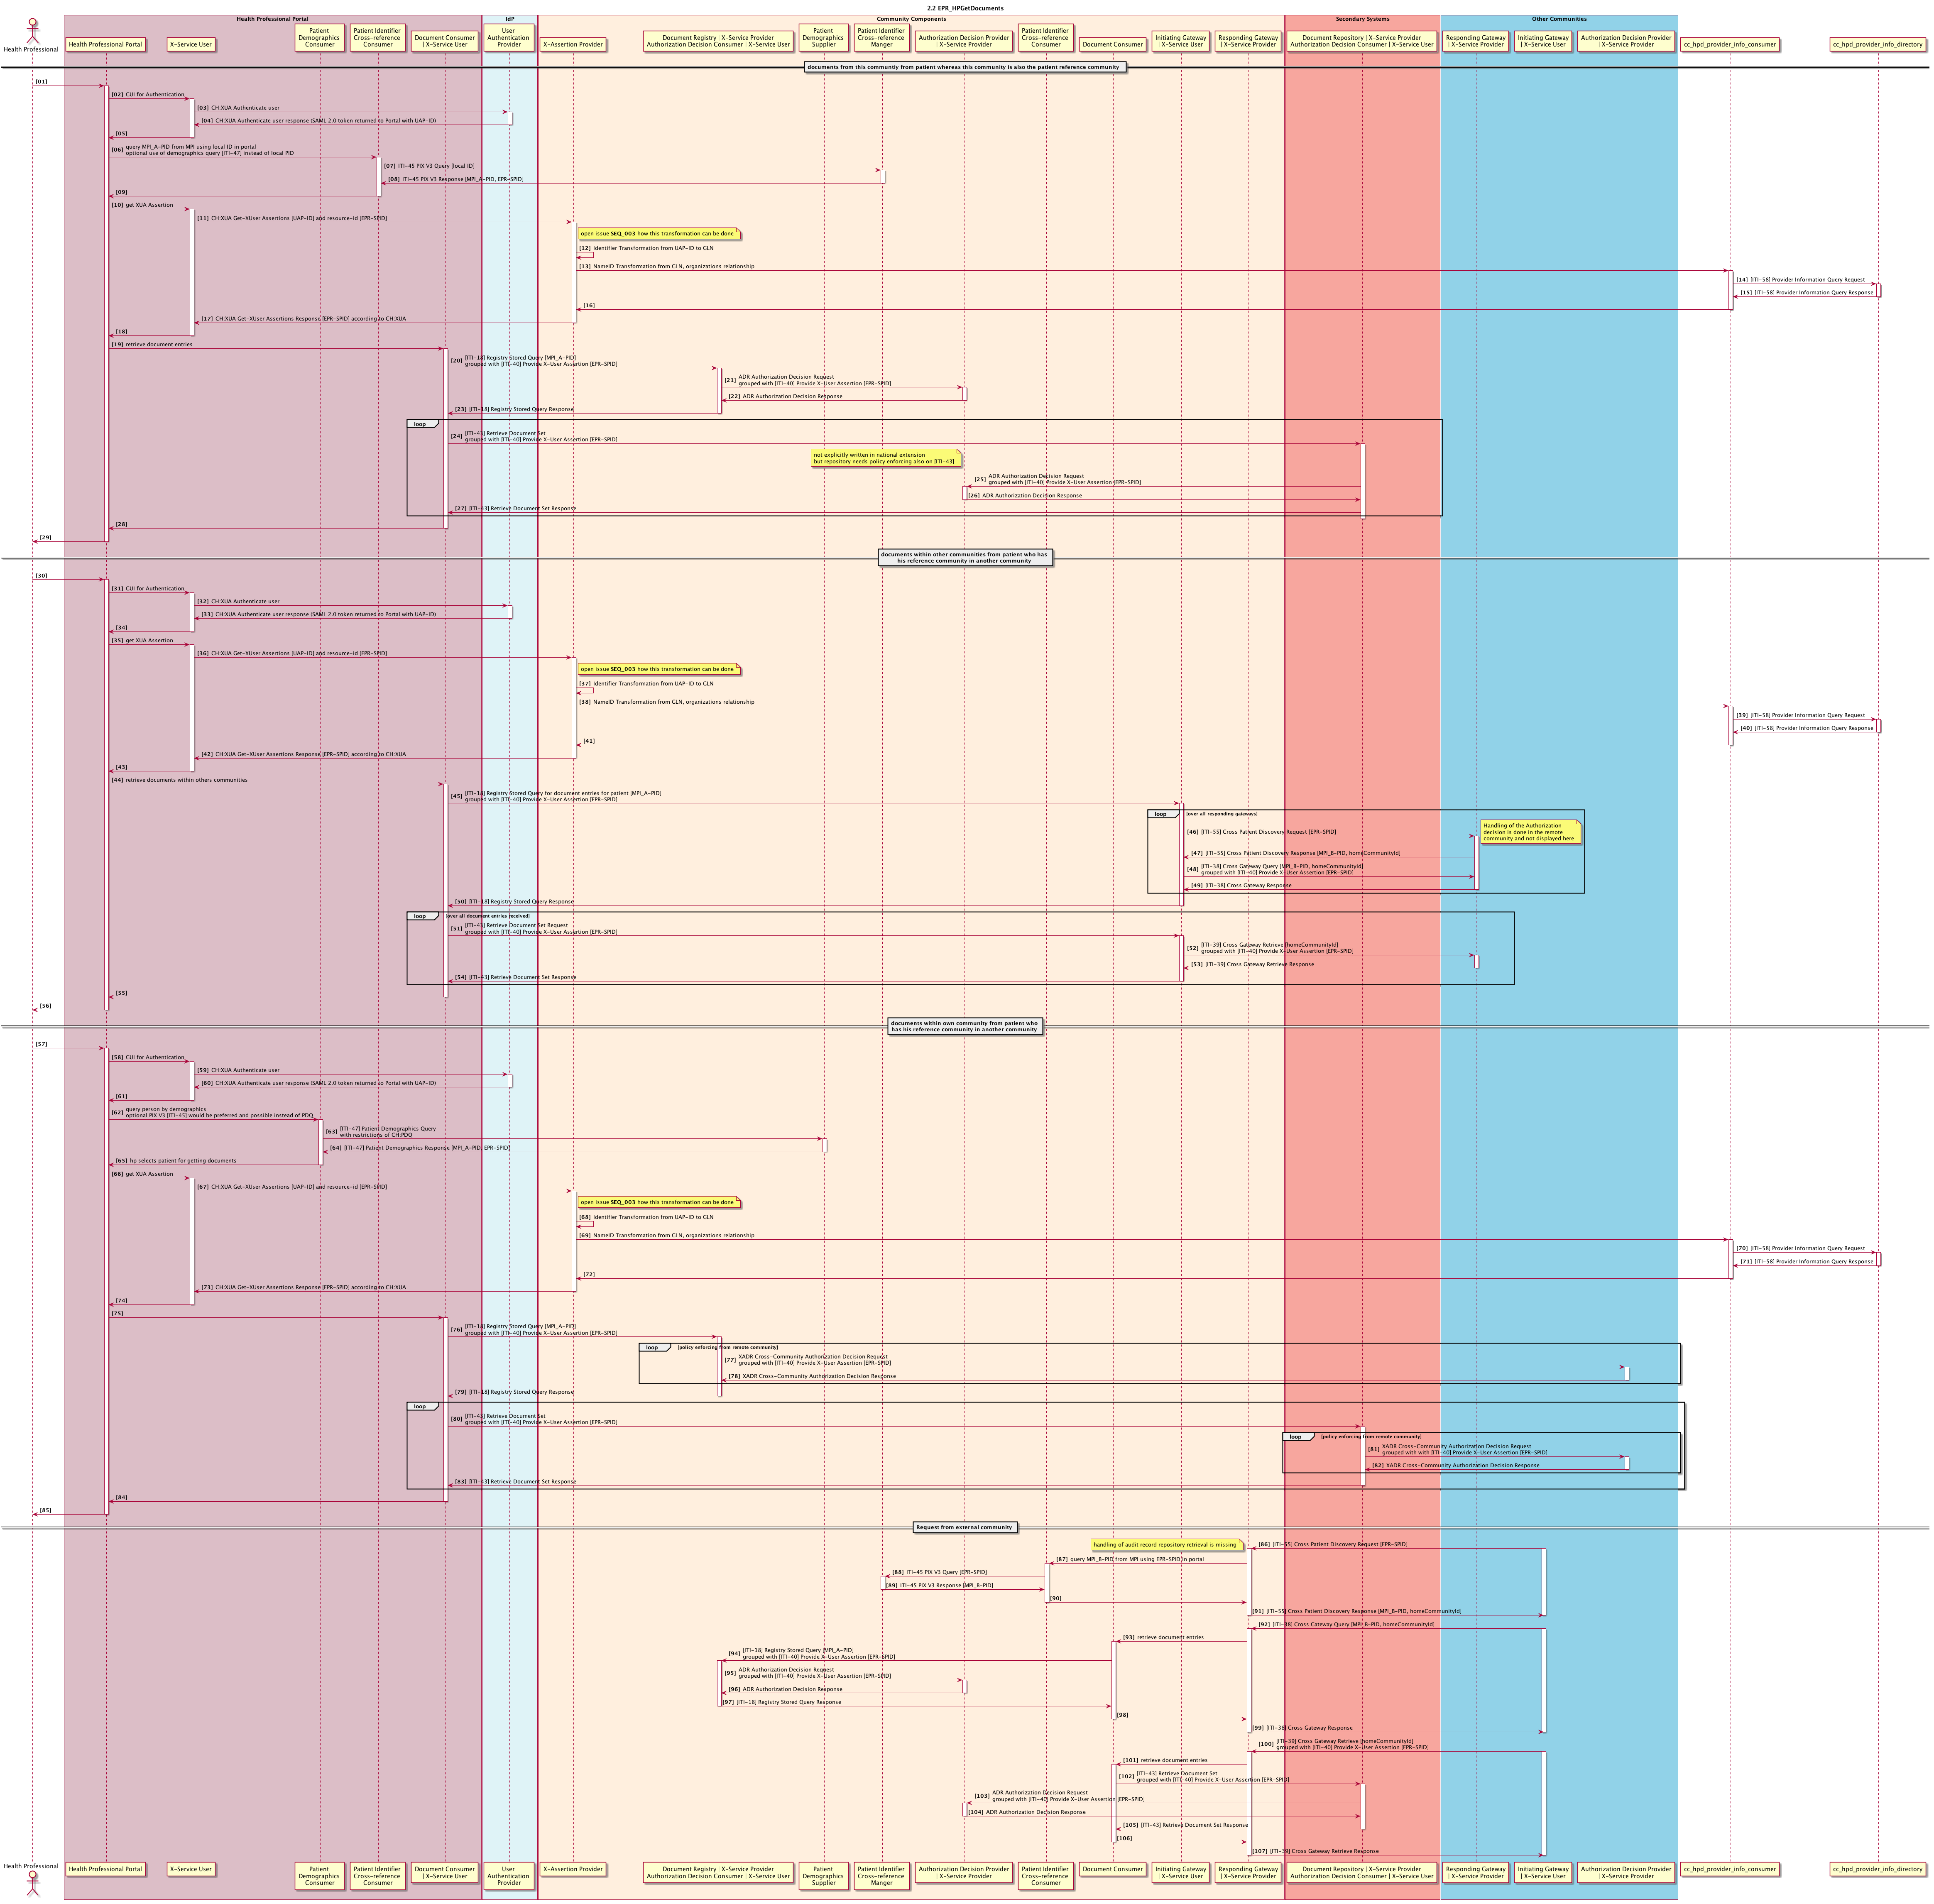 2.2 EPR_HPGetDocuments
Health Professional Portal
IdP
Community Components
Secondary Systems
Other Communities
Health Professional
Health Professional Portal
X-Service User
Patient
Demographics
Consumer
Patient Identifier
Cross-reference
Consumer
Document Consumer
| X-Service User
User
Authentication
Provider
X-Assertion Provider
Document Registry | X-Service Provider
Authorization Decision Consumer | X-Service User
Patient
Demographics
Supplier
Patient Identifier
Cross-reference
Manger
Authorization Decision Provider
| X-Service Provider
Patient Identifier
Cross-reference
Consumer
Document Consumer
Initiating Gateway
| X-Service User
Responding Gateway
| X-Service Provider
Document Repository | X-Service Provider
Authorization Decision Consumer | X-Service User
Responding Gateway
| X-Service Provider
Initiating Gateway
| X-Service User
Authorization Decision Provider
| X-Service Provider
cc_hpd_provider_info_consumer
cc_hpd_provider_info_directory
documents from this communtly from patient whereas this community is also the patient reference community
[01]
[02] GUI for Authentication
[03] CH:XUA Authenticate user
[04] CH:XUA Authenticate user response (SAML 2.0 token returned to Portal with UAP-ID)
[05]
[06] query MPI_A-PID from MPI using local ID in portal
optional use of demographics query [ITI-47] instead of local PID
[07] ITI-45 PIX V3 Query [local ID]
[08] ITI-45 PIX V3 Response [MPI_A-PID, EPR-SPID]
[09]
[10] get XUA Assertion
[11] CH:XUA Get-XUser Assertions [UAP-ID] and resource-id [EPR-SPID]
open issue SEQ_003 how this transformation can be done
[12] Identifier Transformation from UAP-ID to GLN
[13] NameID Transformation from GLN, organizations relationship
[14] [ITI-58] Provider Information Query Request
[15] [ITI-58] Provider Information Query Response
[16]
[17] CH:XUA Get-XUser Assertions Response [EPR-SPID] according to CH:XUA
[18]
[19] retrieve document entries
[20] [ITI-18] Registry Stored Query [MPI_A-PID]
grouped with [ITI-40] Provide X-User Assertion [EPR-SPID]
[21] ADR Authorization Decision Request
grouped with [ITI-40] Provide X-User Assertion [EPR-SPID]
[22] ADR Authorization Decision Response
[23] [ITI-18] Registry Stored Query Response
loop
[24] [ITI-43] Retrieve Document Set
grouped with [ITI-40] Provide X-User Assertion [EPR-SPID]
not explicitly written in national extension
but repository needs policy enforcing also on [ITI-43]
[25] ADR Authorization Decision Request
grouped with [ITI-40] Provide X-User Assertion [EPR-SPID]
[26] ADR Authorization Decision Response
[27] [ITI-43] Retrieve Document Set Response
[28]
[29]
documents within other communities from patient who has
his reference community in another community
[30]
[31] GUI for Authentication
[32] CH:XUA Authenticate user
[33] CH:XUA Authenticate user response (SAML 2.0 token returned to Portal with UAP-ID)
[34]
[35] get XUA Assertion
[36] CH:XUA Get-XUser Assertions [UAP-ID] and resource-id [EPR-SPID]
open issue SEQ_003 how this transformation can be done
[37] Identifier Transformation from UAP-ID to GLN
[38] NameID Transformation from GLN, organizations relationship
[39] [ITI-58] Provider Information Query Request
[40] [ITI-58] Provider Information Query Response
[41]
[42] CH:XUA Get-XUser Assertions Response [EPR-SPID] according to CH:XUA
[43]
[44] retrieve documents within others communities
[45] [ITI-18] Registry Stored Query for document entries for patient [MPI_A-PID]
grouped with [ITI-40] Provide X-User Assertion [EPR-SPID]
loop [over all responding gateways]
Handling of the Authorization
decision is done in the remote
community and not displayed here
[46] [ITI-55] Cross Patient Discovery Request [EPR-SPID]
[47] [ITI-55] Cross Patient Discovery Response [MPI_B-PID, homeCommunityId]
[48] [ITI-38] Cross Gateway Query [MPI_B-PID, homeCommunityId]
grouped with [ITI-40] Provide X-User Assertion [EPR-SPID]
[49] [ITI-38] Cross Gateway Response
[50] [ITI-18] Registry Stored Query Response
loop [over all document entries received]
[51] [ITI-43] Retrieve Document Set Request
grouped with [ITI-40] Provide X-User Assertion [EPR-SPID]
[52] [ITI-39] Cross Gateway Retrieve [homeCommunityId]
grouped with [ITI-40] Provide X-User Assertion [EPR-SPID]
[53] [ITI-39] Cross Gateway Retrieve Response
[54] [ITI-43] Retrieve Document Set Response
[55]
[56]
documents within own community from patient who
has his reference community in another community
[57]
[58] GUI for Authentication
[59] CH:XUA Authenticate user
[60] CH:XUA Authenticate user response (SAML 2.0 token returned to Portal with UAP-ID)
[61]
[62] query person by demographics
optional PIX V3 [ITI-45] would be preferred and possible instead of PDQ
[63] [ITI-47] Patient Demographics Query
with restrictions of CH:PDQ
[64] [ITI-47] Patient Demographics Response [MPI_A-PID, EPR-SPID]
[65] hp selects patient for getting documents
[66] get XUA Assertion
[67] CH:XUA Get-XUser Assertions [UAP-ID] and resource-id [EPR-SPID]
open issue SEQ_003 how this transformation can be done
[68] Identifier Transformation from UAP-ID to GLN
[69] NameID Transformation from GLN, organizations relationship
[70] [ITI-58] Provider Information Query Request
[71] [ITI-58] Provider Information Query Response
[72]
[73] CH:XUA Get-XUser Assertions Response [EPR-SPID] according to CH:XUA
[74]
[75]
[76] [ITI-18] Registry Stored Query [MPI_A-PID]
grouped with [ITI-40] Provide X-User Assertion [EPR-SPID]
loop [policy enforcing from remote community]
[77] XADR Cross-Community Authorization Decision Request
grouped with [ITI-40] Provide X-User Assertion [EPR-SPID]
[78] XADR Cross-Community Authorization Decision Response
[79] [ITI-18] Registry Stored Query Response
loop
[80] [ITI-43] Retrieve Document Set
grouped with [ITI-40] Provide X-User Assertion [EPR-SPID]
loop [policy enforcing from remote community]
[81] XADR Cross-Community Authorization Decision Request
grouped with with [ITI-40] Provide X-User Assertion [EPR-SPID]
[82] XADR Cross-Community Authorization Decision Response
[83] [ITI-43] Retrieve Document Set Response
[84]
[85]
Request from external community
handling of audit record repository retrieval is missing
[86] [ITI-55] Cross Patient Discovery Request [EPR-SPID]
[87] query MPI_B-PID from MPI using EPR-SPID in portal
[88] ITI-45 PIX V3 Query [EPR-SPID]
[89] ITI-45 PIX V3 Response [MPI_B-PID]
[90]
[91] [ITI-55] Cross Patient Discovery Response [MPI_B-PID, homeCommunityId]
[92] [ITI-38] Cross Gateway Query [MPI_B-PID, homeCommunityId]
[93] retrieve document entries
[94] [ITI-18] Registry Stored Query [MPI_A-PID]
grouped with [ITI-40] Provide X-User Assertion [EPR-SPID]
[95] ADR Authorization Decision Request
grouped with [ITI-40] Provide X-User Assertion [EPR-SPID]
[96] ADR Authorization Decision Response
[97] [ITI-18] Registry Stored Query Response
[98]
[99] [ITI-38] Cross Gateway Response
[100] [ITI-39] Cross Gateway Retrieve [homeCommunityId]
grouped with [ITI-40] Provide X-User Assertion [EPR-SPID]
[101] retrieve document entries
[102] [ITI-43] Retrieve Document Set
grouped with [ITI-40] Provide X-User Assertion [EPR-SPID]
[103] ADR Authorization Decision Request
grouped with [ITI-40] Provide X-User Assertion [EPR-SPID]
[104] ADR Authorization Decision Response
[105] [ITI-43] Retrieve Document Set Response
[106]
[107] [ITI-39] Cross Gateway Retrieve Response
Health Professional
Health Professional Portal
X-Service User
Patient
Demographics
Consumer
Patient Identifier
Cross-reference
Consumer
Document Consumer
| X-Service User
User
Authentication
Provider
X-Assertion Provider
Document Registry | X-Service Provider
Authorization Decision Consumer | X-Service User
Patient
Demographics
Supplier
Patient Identifier
Cross-reference
Manger
Authorization Decision Provider
| X-Service Provider
Patient Identifier
Cross-reference
Consumer
Document Consumer
Initiating Gateway
| X-Service User
Responding Gateway
| X-Service Provider
Document Repository | X-Service Provider
Authorization Decision Consumer | X-Service User
Responding Gateway
| X-Service Provider
Initiating Gateway
| X-Service User
Authorization Decision Provider
| X-Service Provider
cc_hpd_provider_info_consumer
cc_hpd_provider_info_directory